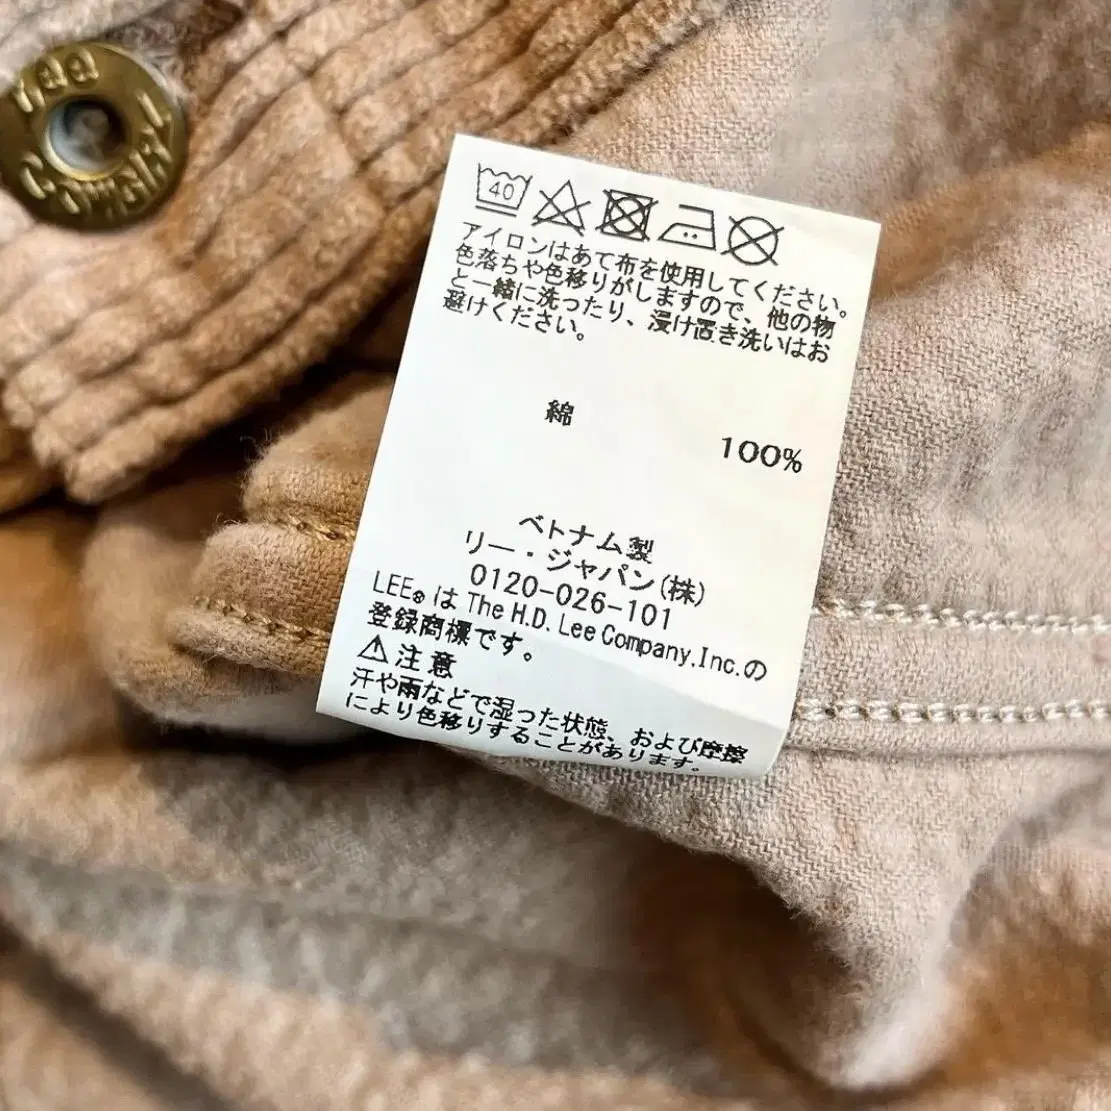 Lee
COWGIRL
40
アイロンはあて布を使用してください。
色落ちや色移りがしますので、他の物
と一緒に洗ったり、浸け置き洗いはお
避けください。
綿
100%
ベトナム製
リー・ジャパン(株)
0120-026-101
LEE® は The H.D. Lee Company,Inc.の
登録商標です。
⚠注意
汗や雨などで湿った状態、および摩擦
により色移りすることがあります。